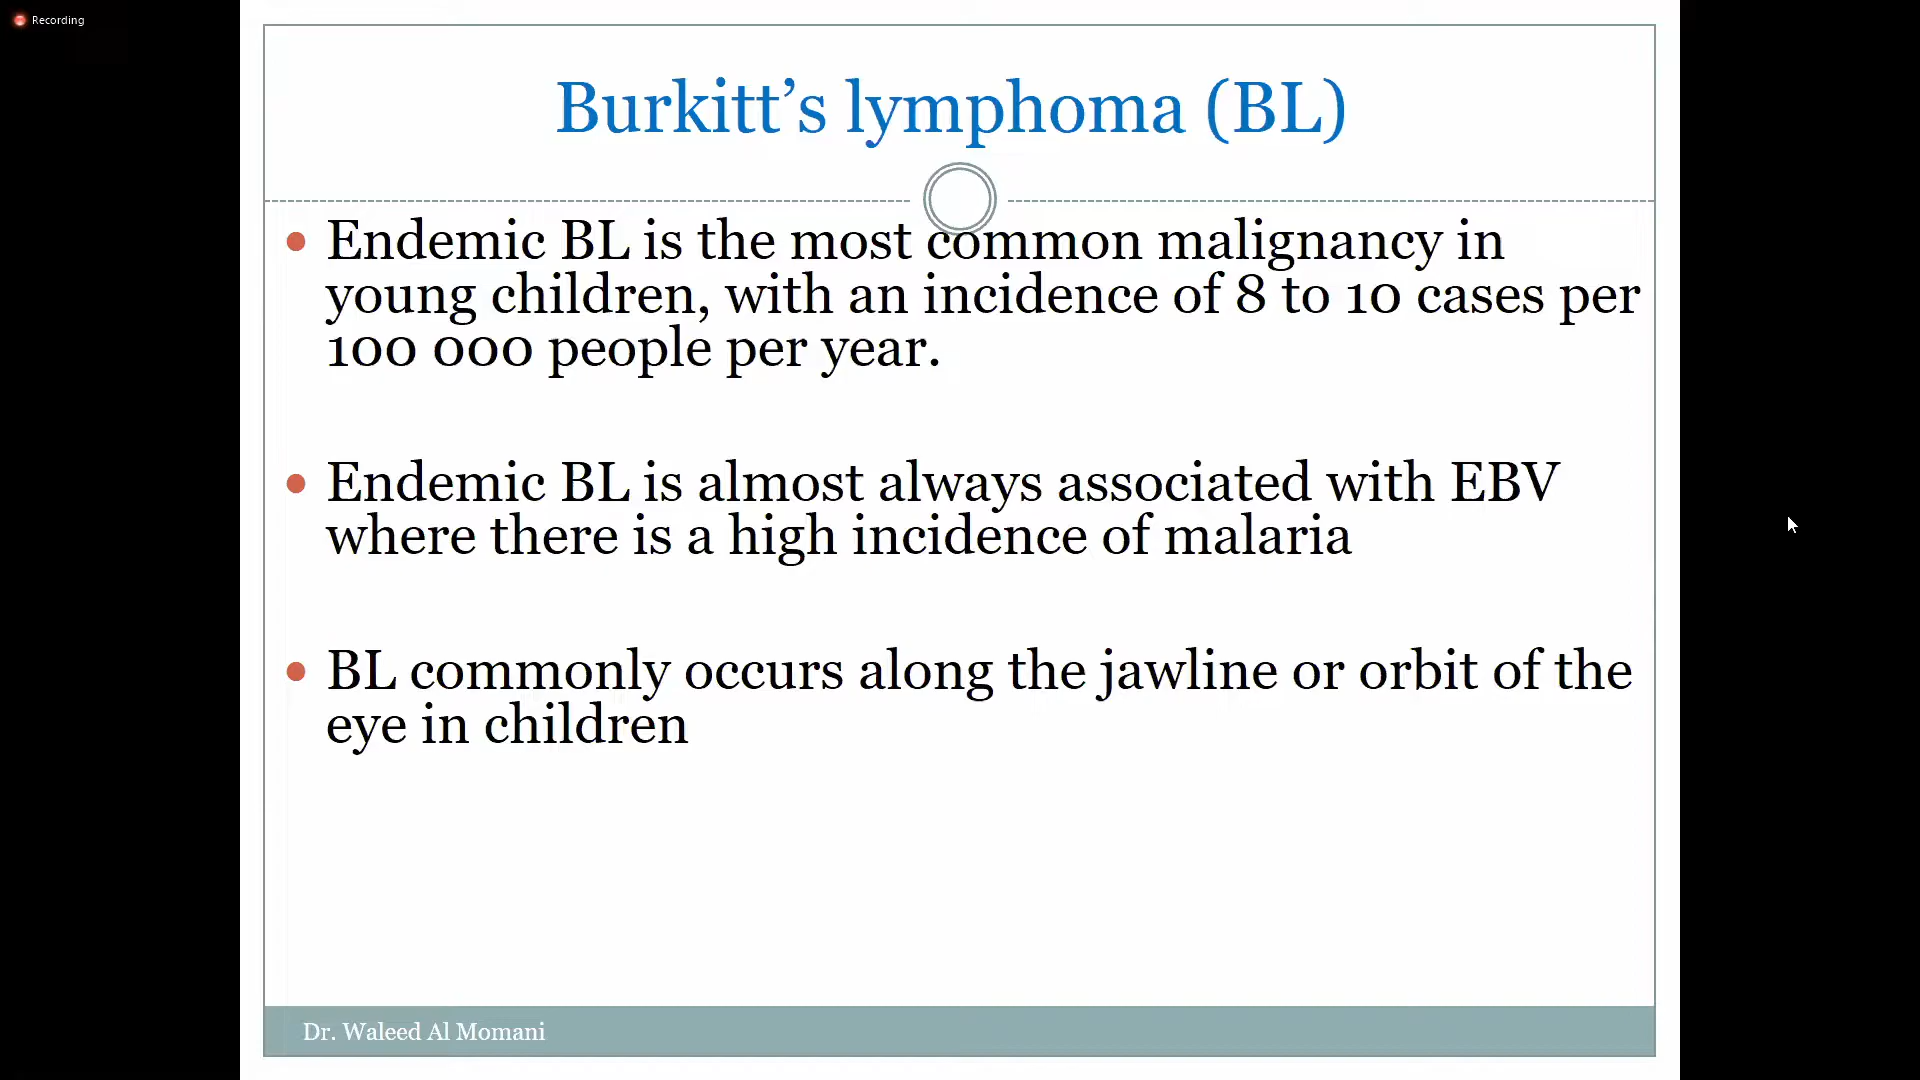 Recording
Burkitt’s lymphoma (BL)
Endemic BL is the most common malignancy in
young children, with an incidence of 8 to 10 cases per
100 000 people per year.
Endemic BL is almost always associated with EBV
where there is a high incidence of malaria
BL commonly occurs along the jawline or orbit of the
eye in children
Dr. Waleed Al Momani